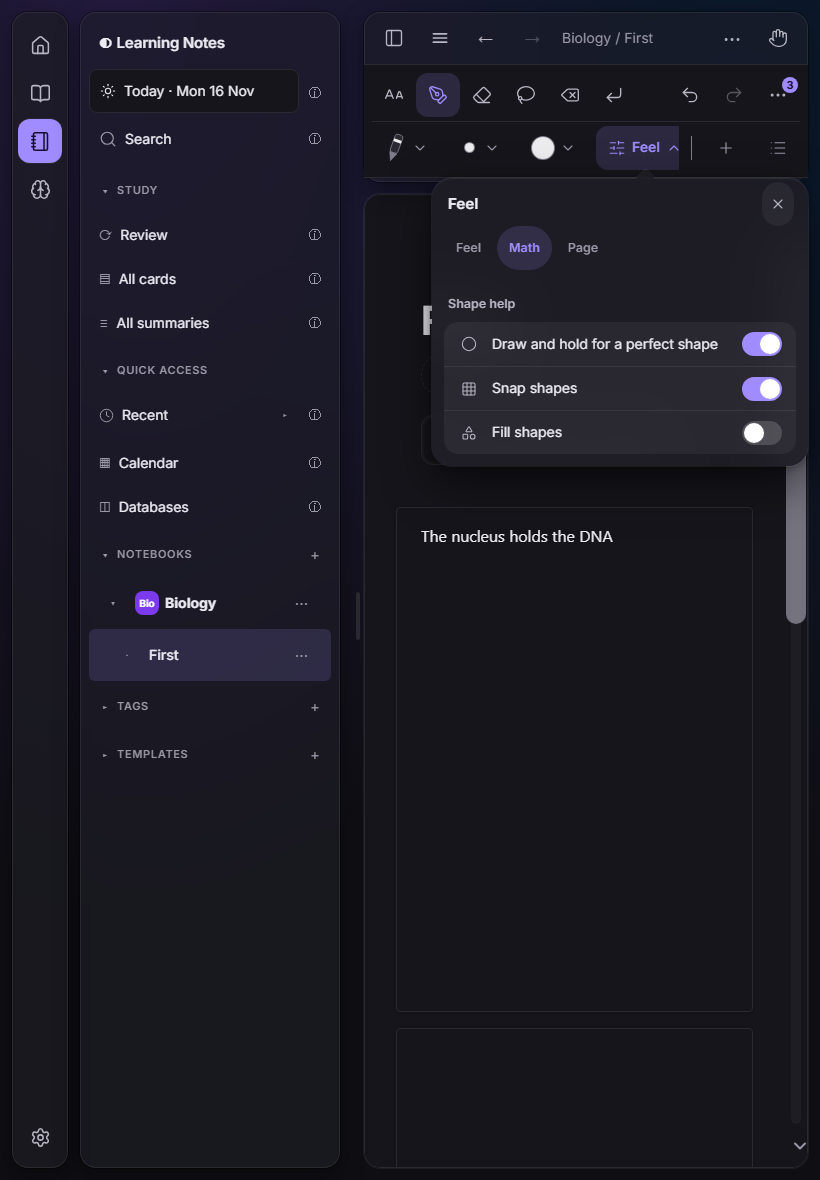 Learning Notes
Today · Mon 16 Nov
Search
STUDY
Review
All cards
All summaries
QUICK ACCESS
Recent
Calendar
Databases
NOTEBOOKS
Bio Biology
First
TAGS
TEMPLATES
Biology / First
AA
3
Feel
Feel
Feel Math Page
Shape help
Draw and hold for a perfect shape
Snap shapes
Fill shapes
The nucleus holds the DNA